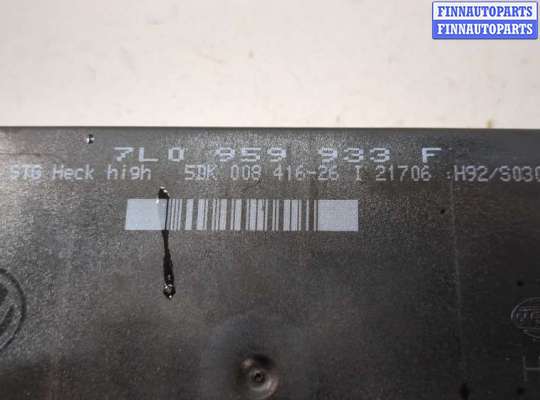 FINNAUTOPARTS
FINNAUTOPARTS
7L0 959 933 F
STG Heck high 5DK 008 416-26 I 21706 H92/S030